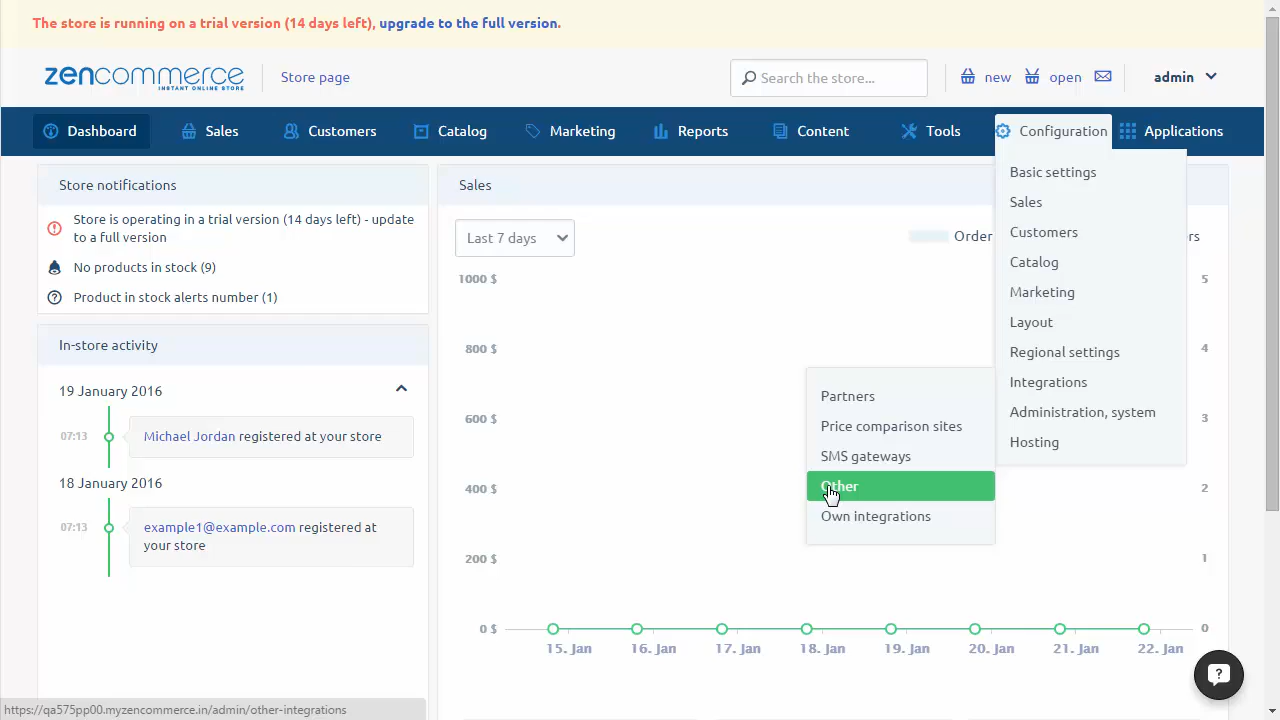 The store is running on a trial version (14 days left), upgrade to the full version.
zencommerce
INSTANT ONLINE STORE
Store page
Search the store...
new
open
admin
Dashboard
Sales
Customers
Catalog
Marketing
Reports
Content
Tools
Configuration
Applications
Store notifications
Store is operating in a trial version (14 days left) - update
to a full version
No products in stock (9)
Product in stock alerts number (1)
In-store activity
19 January 2016
07:13
Michael Jordan registered at your store
18 January 2016
07:13
example1@example.com registered at
your store
Sales
Last 7 days
Order
rs
1000 $
800 $
600 $
400 $
200 $
0 $
5
4
3
2
1
0
15. Jan
16. Jan
17. Jan
18. Jan
19. Jan
20. Jan
21. Jan
22. Jan
Basic settings
Sales
Customers
Catalog
Marketing
Layout
Regional settings
Integrations
Administration, system
Hosting
Partners
Price comparison sites
SMS gateways
Other
Own integrations
https://qa575pp00.myzencommerce.in/admin/other-integrations